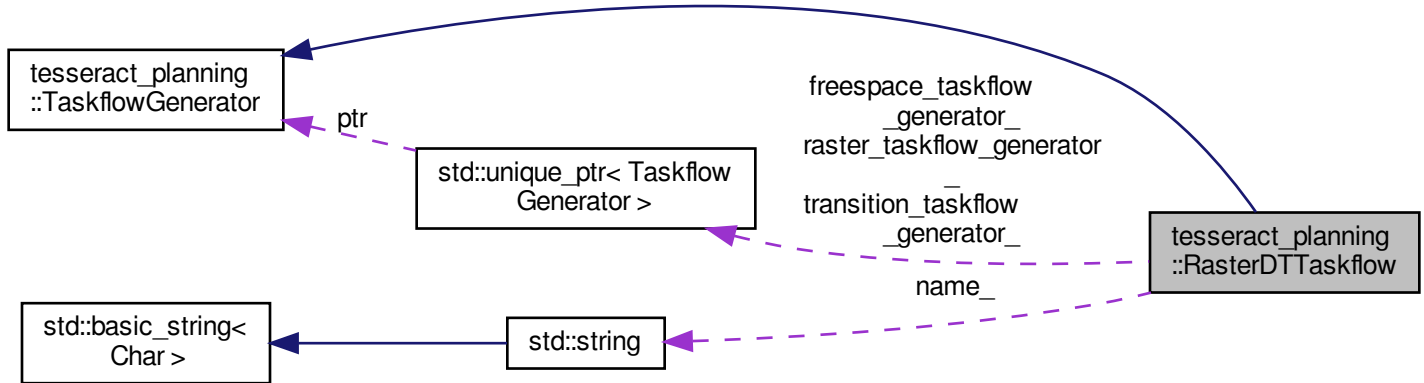 tesseract_planning
::TaskflowGenerator
ptr
std::unique_ptr< Taskflow
Generator >
freespace_taskflow
_generator_
raster_taskflow_generator
_
transition_taskflow
_generator_
tesseract_planning
::RasterDTTaskflow
name_
std::basic_string<
Char >
std::string